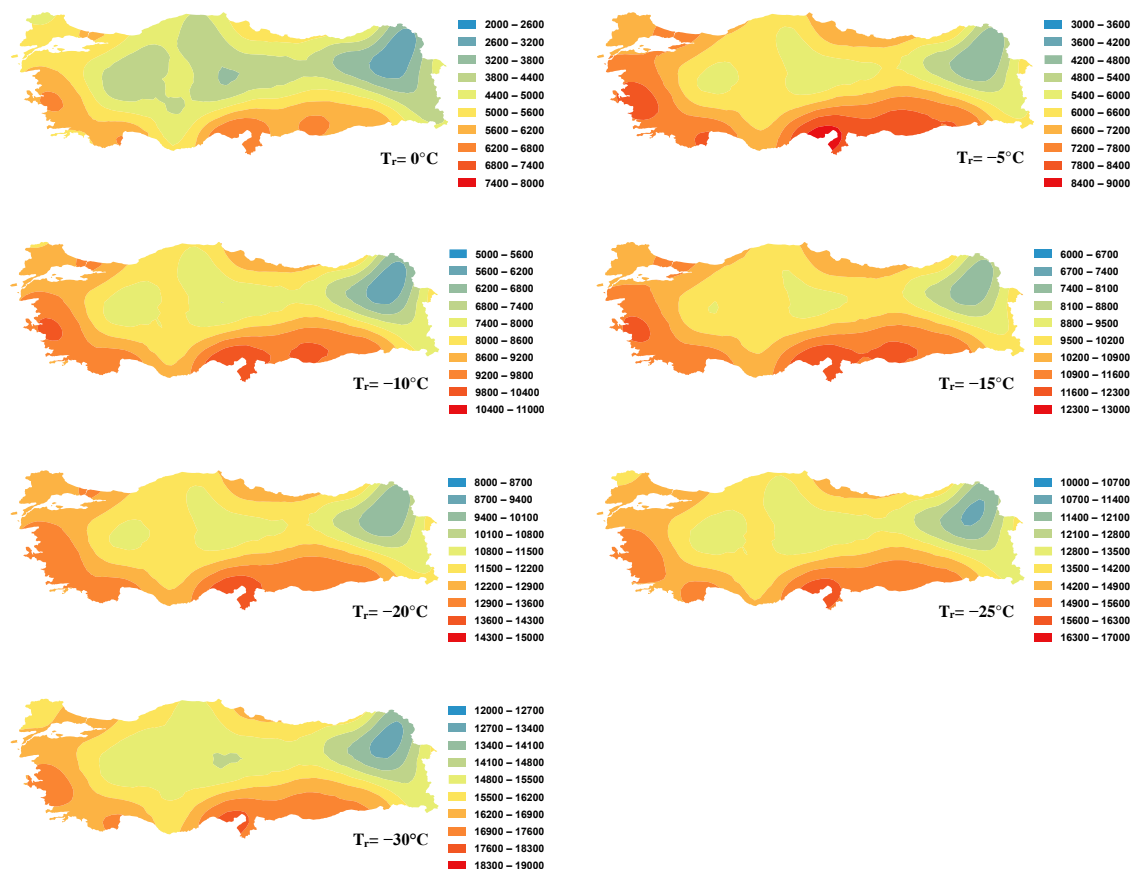 2000 – 2600
2600 – 3200
3200 – 3800
3800 – 4400
4400 – 5000
5000 – 5600
5600 – 6200
6200 – 6800
6800 – 7400
7400 – 8000
Tr= 0°C
3000 – 3600
3600 – 4200
4200 – 4800
4800 – 5400
5400 – 6000
6000 – 6600
6600 – 7200
7200 – 7800
7800 – 8400
8400 – 9000
Tr= −5°C
5000 – 5600
5600 – 6200
6200 – 6800
6800 – 7400
7400 – 8000
8000 – 8600
8600 – 9200
9200 – 9800
9800 – 10400
10400 – 11000
Tr= −10°C
6000 – 6700
6700 – 7400
7400 – 8100
8100 – 8800
8800 – 9500
9500 – 10200
10200 – 10900
10900 – 11600
11600 – 12300
12300 – 13000
Tr= −15°C
8000 – 8700
8700 – 9400
9400 – 10100
10100 – 10800
10800 – 11500
11500 – 12200
12200 – 12900
12900 – 13600
13600 – 14300
14300 – 15000
Tr= −20°C
10000 – 10700
10700 – 11400
11400 – 12100
12100 – 12800
12800 – 13500
13500 – 14200
14200 – 14900
14900 – 15600
15600 – 16300
16300 – 17000
Tr= −25°C
12000 – 12700
12700 – 13400
13400 – 14100
14100 – 14800
14800 – 15500
15500 – 16200
16200 – 16900
16900 – 17600
17600 – 18300
18300 – 19000
Tr= −30°C